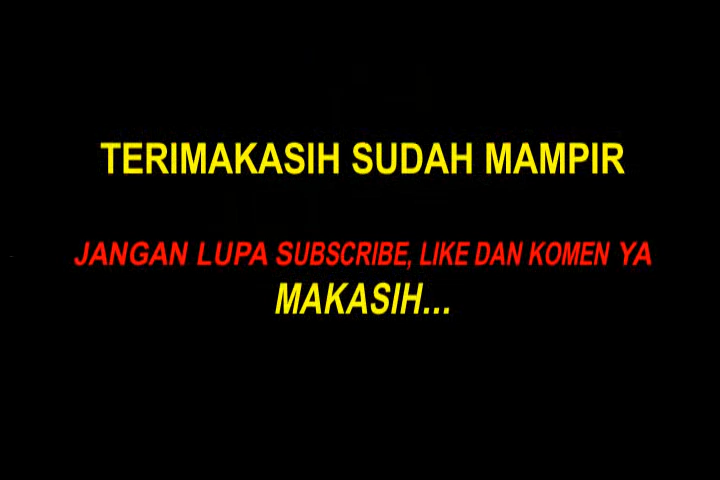 TERIMAKASIH SUDAH MAMPIR
JANGAN LUPA SUBSCRIBE, LIKE DAN KOMEN YA
MAKASIH...